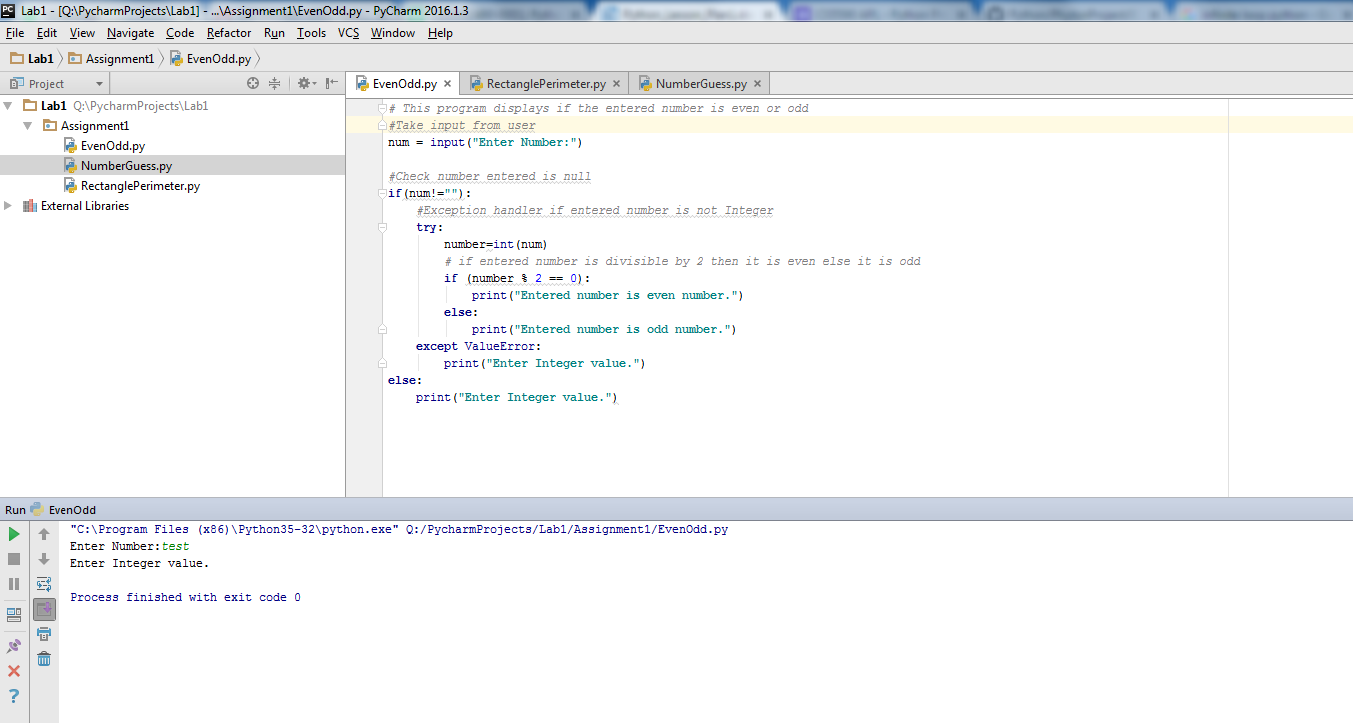 Lab1 - [Q:\PycharmProjects\Lab1] - ...\Assignment1\EvenOdd.py - PyCharm 2016.1.3
File Edit View Navigate Code Refactor Run Tools VCS Window Help
Lab1 Assignment1 EvenOdd.py
Project EvenOdd.py RectanglePerimeter.py NumberGuess.py
Lab1 Q:\PycharmProjects\Lab1
Assignment1
EvenOdd.py
NumberGuess.py
RectanglePerimeter.py
External Libraries
# This program displays if the entered number is even or odd
#Take input from user
num = input("Enter Number:")
#Check number entered is null
if(num!=""):
#Exception handler if entered number is not Integer
try:
number=int(num)
# if entered number is divisible by 2 then it is even else it is odd
if (number % 2 == 0):
print("Entered number is even number.")
else:
print("Entered number is odd number.")
except ValueError:
print("Enter Integer value.")
else:
print("Enter Integer value.")
Run EvenOdd
"C:\Program Files (x86)\Python35-32\python.exe" Q:/PycharmProjects/Lab1/Assignment1/EvenOdd.py
Enter Number:test
Enter Integer value.
Process finished with exit code 0